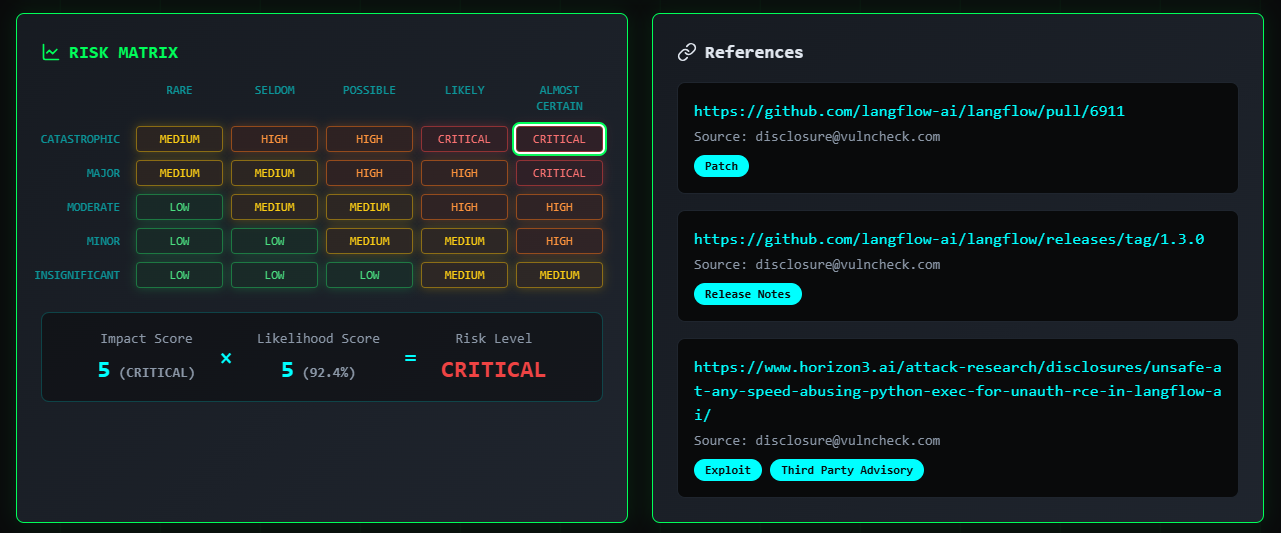 RISK MATRIX
RARE SELDOM POSSIBLE LIKELY ALMOST
CERTAIN
CATASTROPHIC MEDIUM HIGH HIGH CRITICAL CRITICAL
MAJOR MEDIUM MEDIUM HIGH HIGH CRITICAL
MODERATE LOW MEDIUM MEDIUM HIGH HIGH
MINOR LOW LOW MEDIUM MEDIUM HIGH
INSIGNIFICANT LOW LOW LOW MEDIUM MEDIUM
Impact Score Likelihood Score Risk Level
5 (CRITICAL) × 5 (92.4%) = CRITICAL
References
https://github.com/langflow-ai/langflow/pull/6911
Source: disclosure@vulncheck.com
Patch
https://github.com/langflow-ai/langflow/releases/tag/1.3.0
Source: disclosure@vulncheck.com
Release Notes
https://www.horizon3.ai/attack-research/disclosures/unsafe-a
t-any-speed-abusing-python-exec-for-unauth-rce-in-langflow-a
i/
Source: disclosure@vulncheck.com
Exploit Third Party Advisory